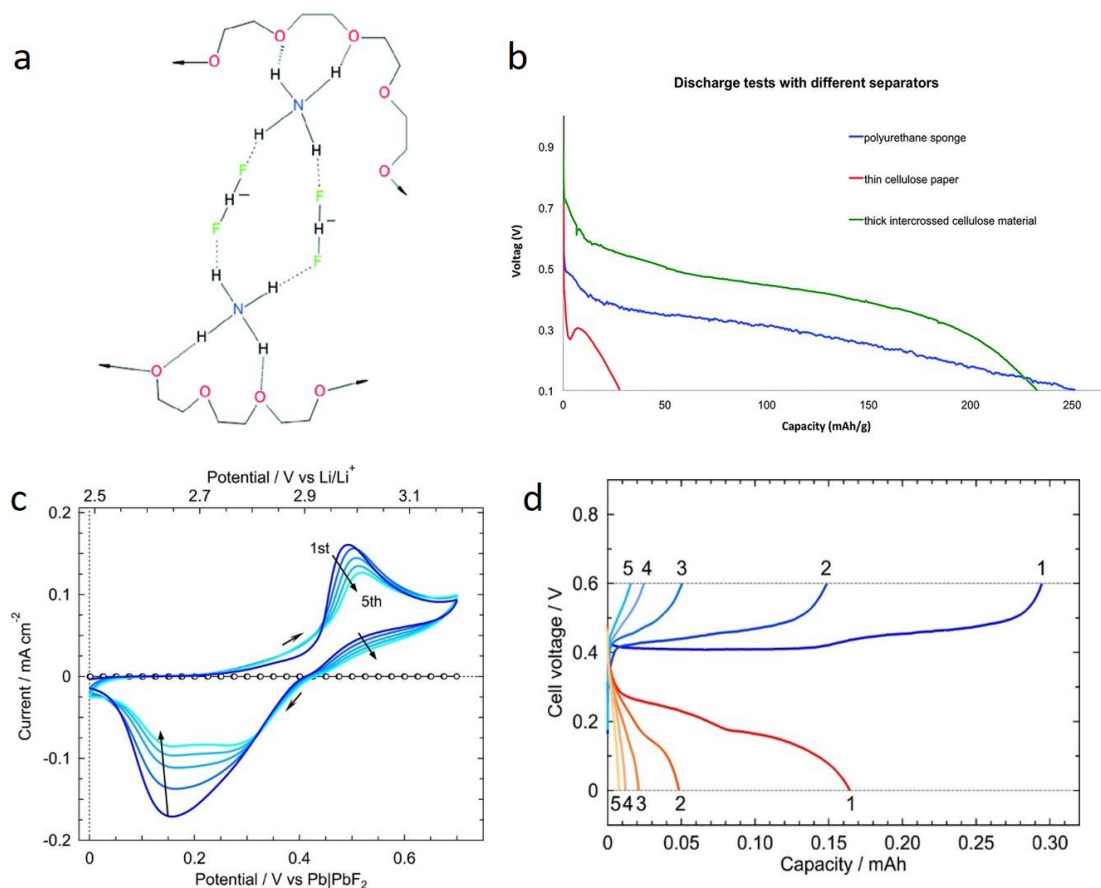 a
O
O
O
O
O
H
H
N
H
H
F
F
H
–
H
–
F
F
H
H
N
H
H
O
O
O
O
b
Discharge tests with different separators
polyurethane sponge
thin cellulose paper
thick intercrossed cellulose material
Voltag (V)
0.9
0.7
0.5
0.3
0.1
0
50
100
150
200
250
Capacity (mAh/g)
c
Potential / V vs Li/Li⁺
2.5
2.7
2.9
3.1
Current / mA cm⁻²
0.2
0.1
0
-0.1
-0.2
1st
5th
0
0.2
0.4
0.6
Potential / V vs Pb|PbF₂
d
Cell voltage / V
0.8
0.6
0.4
0.2
0
5 4 3 2 1
5 4 3 2 1
0
0.05
0.10
0.15
0.20
0.25
0.30
Capacity / mAh